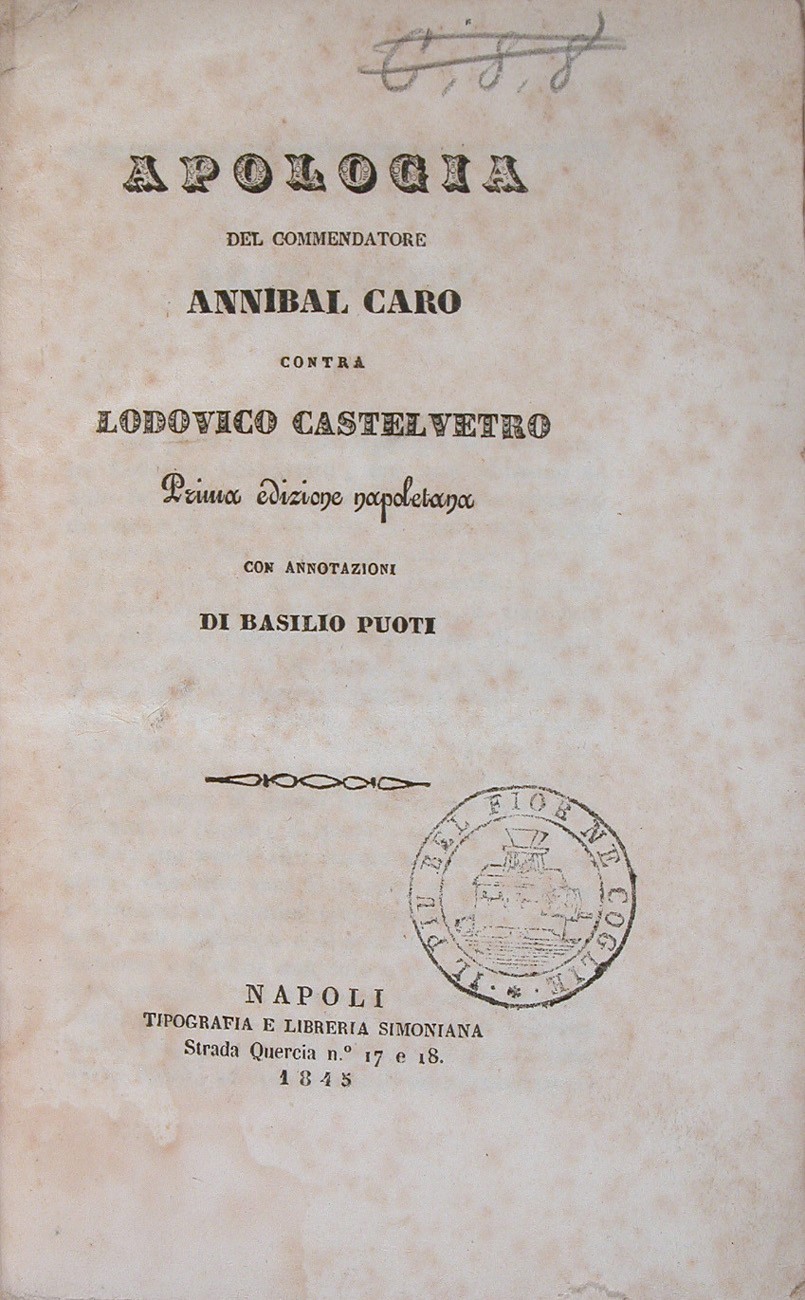 6.8.8
APOLOGIA
DEL COMMENDATORE
ANNIBAL CARO
CONTRA
LODOVICO CASTELVETRO
Prima edizione napoletana
CON ANNOTAZIONI
DI BASILIO PUOTI
IL PIU BEL FIOR NE COGLIE
NAPOLI
TIPOGRAFIA E LIBRERIA SIMONIANA
Strada Quercia n.º 17 e 18.
1845